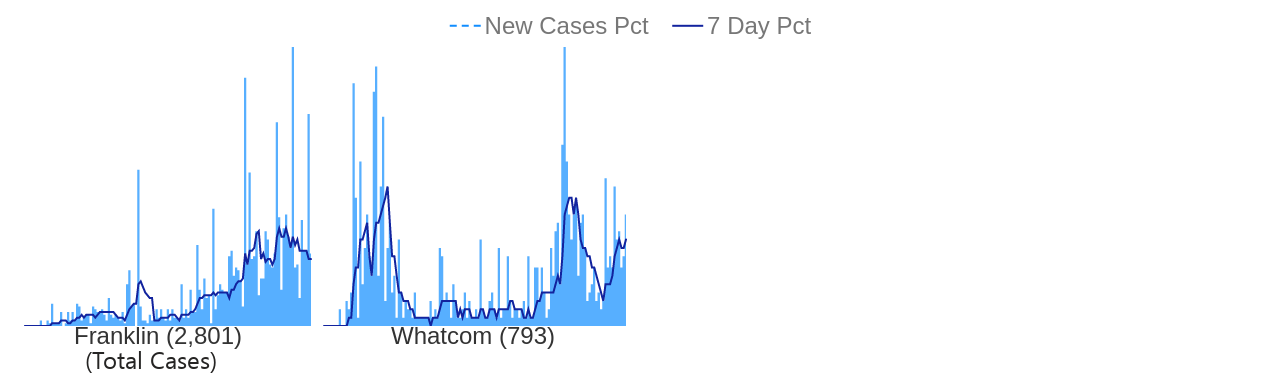 New Cases Pct 7 Day Pct
Franklin (2,801) Whatcom (793)
(Total Cases)